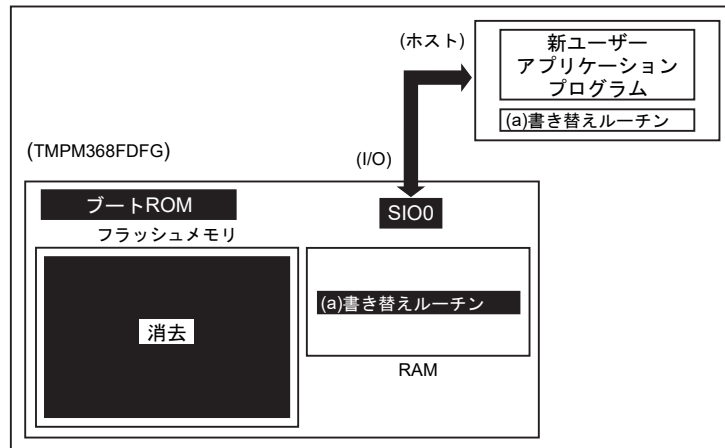 (ホスト)
新ユーザー
アプリケーション
プログラム
(a)書き替えルーチン
(TMPM368FDFG)
(I/O)
ブートROM
SIO0
フラッシュメモリ
(a)書き替えルーチン
消去
RAM